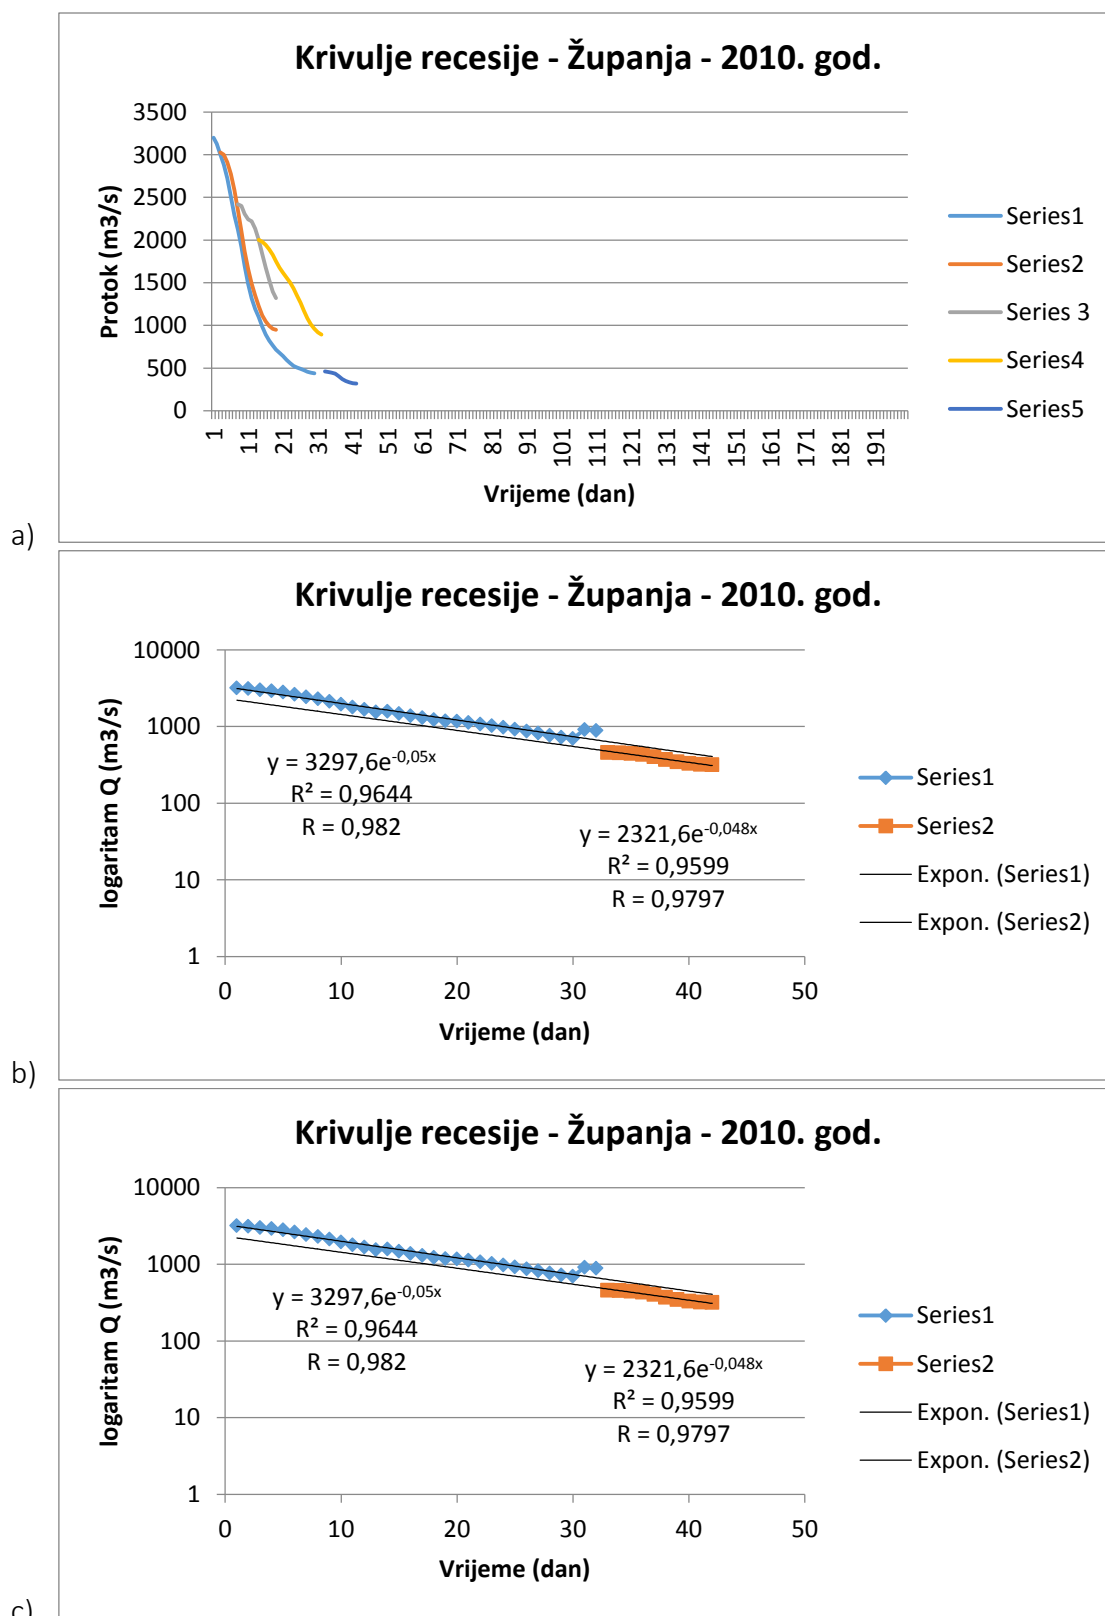 Krivulje recesije - Županja - 2010. god.
3500
3000
2500
2000
1500
1000
500
0
Protok (m3/s)
1 11 21 31 41 51 61 71 81 91 101 111 121 131 141 151 161 171 181 191
Vrijeme (dan)
Series1
Series2
Series 3
Series4
Series5
a)
Krivulje recesije - Županja - 2010. god.
10000
1000
100
10
1
logaritam Q (m3/s)
y = 3297,6e-0,05x
R² = 0,9644
R = 0,982
y = 2321,6e-0,048x
R² = 0,9599
R = 0,9797
0 10 20 30 40 50
Vrijeme (dan)
Series1
Series2
Expon. (Series1)
Expon. (Series2)
b)
Krivulje recesije - Županja - 2010. god.
10000
1000
100
10
1
logaritam Q (m3/s)
y = 3297,6e-0,05x
R² = 0,9644
R = 0,982
y = 2321,6e-0,048x
R² = 0,9599
R = 0,9797
0 10 20 30 40 50
Vrijeme (dan)
Series1
Series2
Expon. (Series1)
Expon. (Series2)
c)